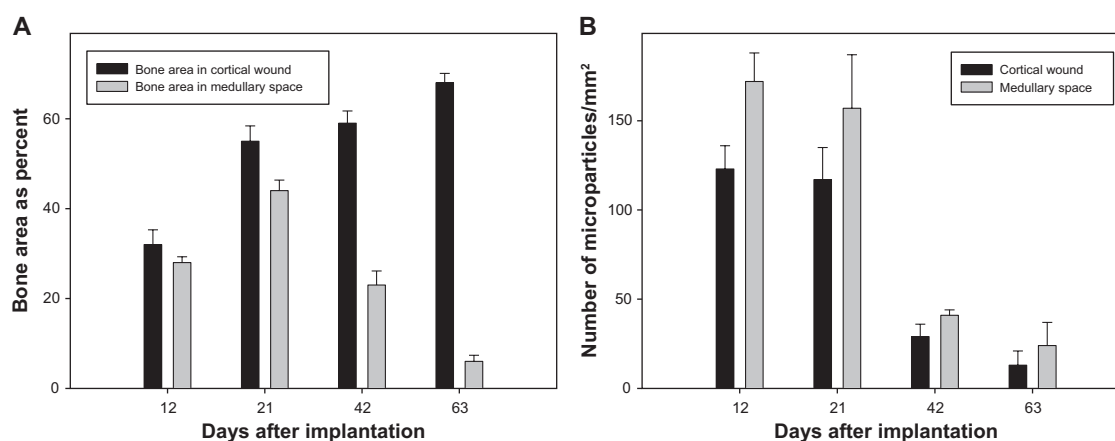 A
Bone area in cortical wound
Bone area in medullary space
Bone area as percent
60
40
20
0
12 21 42 63
Days after implantation
B
Cortical wound
Medullary space
Number of microparticles/mm²
150
100
50
0
12 21 42 63
Days after implantation